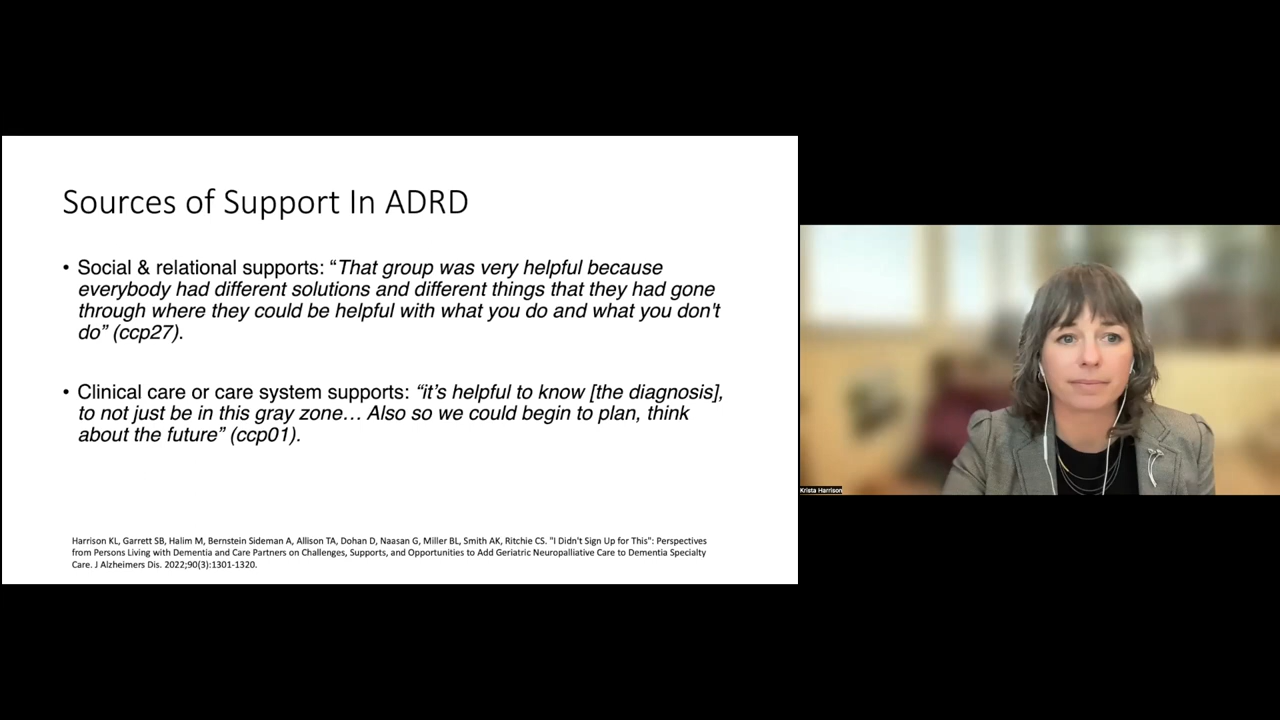 Sources of Support In ADRD
• Social & relational supports: “That group was very helpful because
everybody had different solutions and different things that they had gone
through where they could be helpful with what you do and what you don't
do” (ccp27).
• Clinical care or care system supports: “it’s helpful to know [the diagnosis],
to not just be in this gray zone… Also so we could begin to plan, think
about the future” (ccp01).
Harrison KL, Garrett SB, Halim M, Bernstein Sideman A, Allison TA, Dohan D, Naasan G, Miller BL, Smith AK, Ritchie CS. "I Didn't Sign Up for This": Perspectives
from Persons Living with Dementia and Care Partners on Challenges, Supports, and Opportunities to Add Geriatric Neuropalliative Care to Dementia Specialty
Care. J Alzheimers Dis. 2022;90(3):1301-1320.
Krista Harrison